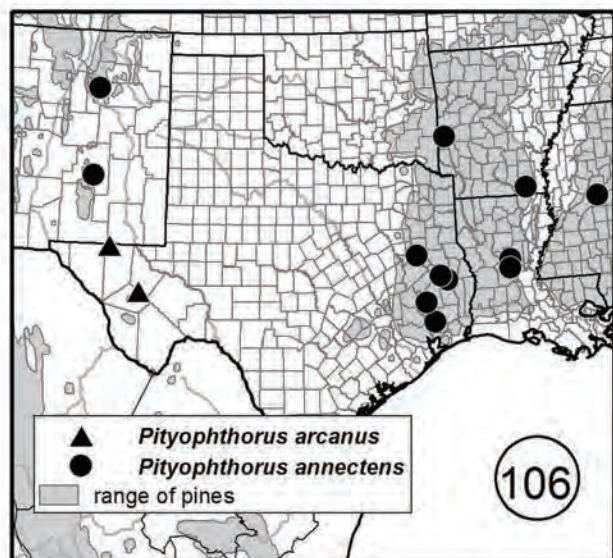 Pityophthorus arcanus
Pityophthorus annectens
range of pines
106